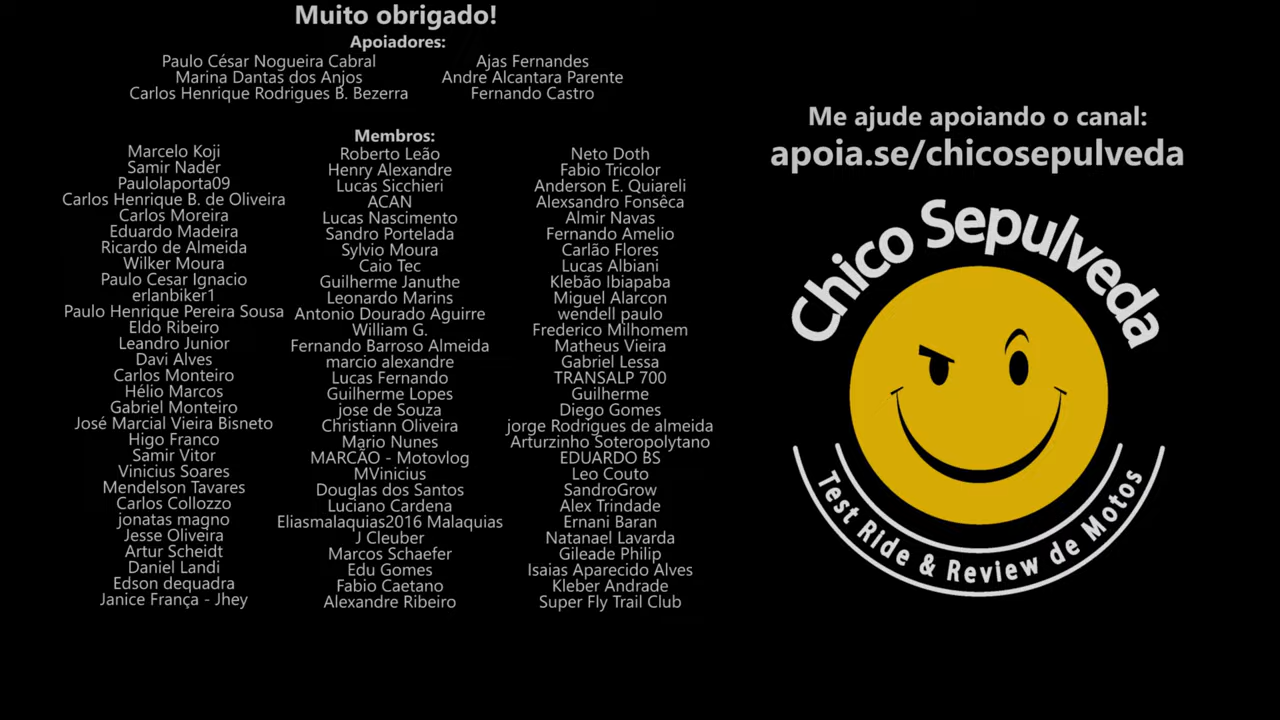 Muito obrigado!
Apoiadores:
Paulo César Nogueira Cabral
Marina Dantas dos Anjos
Carlos Henrique Rodrigues B. Bezerra
Ajas Fernandes
Andre Alcantara Parente
Fernando Castro
Membros:
Marcelo Koji
Samir Nader
Paulolaporta09
Carlos Henrique B. de Oliveira
Carlos Moreira
Eduardo Madeira
Ricardo de Almeida
Wilker Moura
Paulo Cesar Ignacio
erlanbiker1
Paulo Henrique Pereira Sousa
Eldo Ribeiro
Leandro Junior
Davi Alves
Carlos Monteiro
Hélio Marcos
Gabriel Monteiro
José Marcial Vieira Bisneto
Higo Franco
Samir Vitor
Vinicius Soares
Mendelson Tavares
Carlos Collozzo
jonatas magno
Jesse Oliveira
Artur Scheidt
Daniel Landi
Edson dequadra
Janice França - Jhey
Roberto Leão
Henry Alexandre
Lucas Sicchieri
ACAN
Lucas Nascimento
Sandro Portelada
Sylvio Moura
Caio Tec
Guilherme Januthe
Leonardo Marins
Antonio Dourado Aguirre
William G.
Fernando Barroso Almeida
marcio alexandre
Lucas Fernando
Guilherme Lopes
jose de Souza
Christiann Oliveira
Mario Nunes
MARCÃO - Motovlog
MVinicius
Douglas dos Santos
Luciano Cardena
Eliasmalaquias2016 Malaquias
J Cleuber
Marcos Schaefer
Edu Gomes
Fabio Caetano
Alexandre Ribeiro
Neto Doth
Fabio Tricolor
Anderson E. Quiareli
Alexsandro Fonsêca
Almir Navas
Fernando Amelio
Carlão Flores
Lucas Albiani
Klebão Ibiapaba
Miguel Alarcon
wendell paulo
Frederico Milhomem
Matheus Vieira
Gabriel Lessa
TRANSALP 700
Guilherme
Diego Gomes
jorge Rodrigues de almeida
Arturzinho Soteropolytano
EDUARDO BS
Leo Couto
SandroGrow
Alex Trindade
Ernani Baran
Natanael Lavarda
Gileade Philip
Isaias Aparecido Alves
Kleber Andrade
Super Fly Trail Club
Me ajude apoiando o canal:
apoia.se/chicosepulveda
Chico Sepulveda
Test Ride & Review de Motos